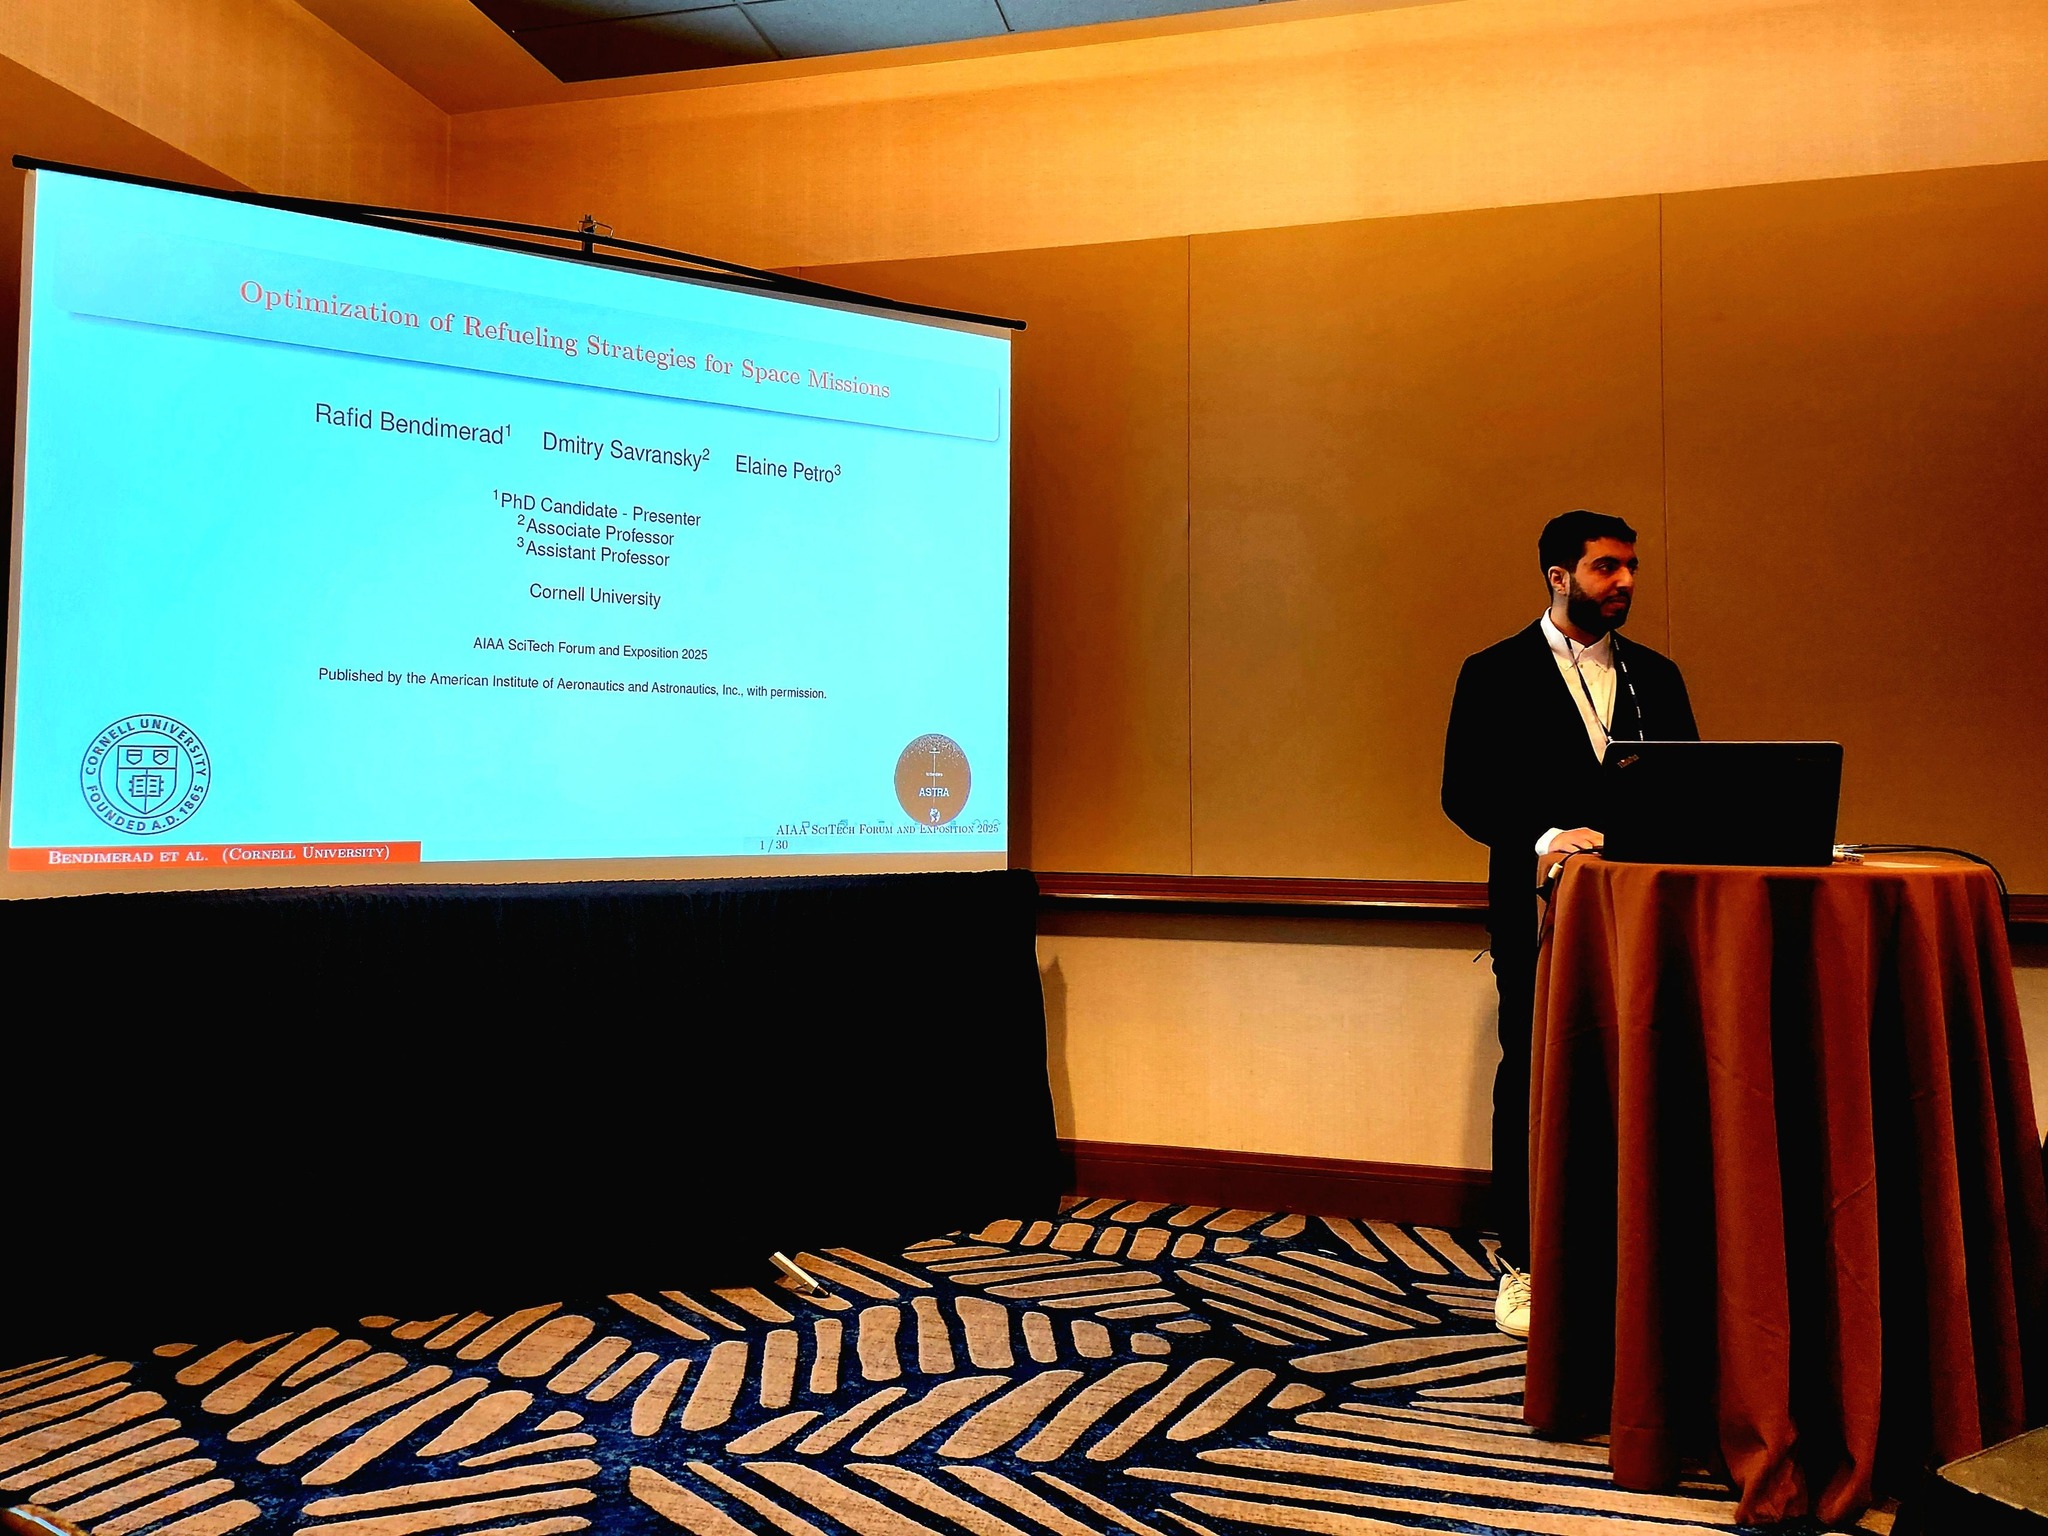 Optimization of Refueling Strategies for Space Missions
Rafid Bendimerad¹ Dmitry Savransky² Elaine Petro³
¹PhD Candidate - Presenter
²Associate Professor
³Assistant Professor
Cornell University
AIAA SciTech Forum and Exposition 2025
Published by the American Institute of Aeronautics and Astronautics, Inc., with permission.
CORNELL UNIVERSITY
FOUNDED A.D. 1865
ASTRA
AIAA SciTech Forum and Exposition 2025
Bendimerad et al. (Cornell University)
1 / 30